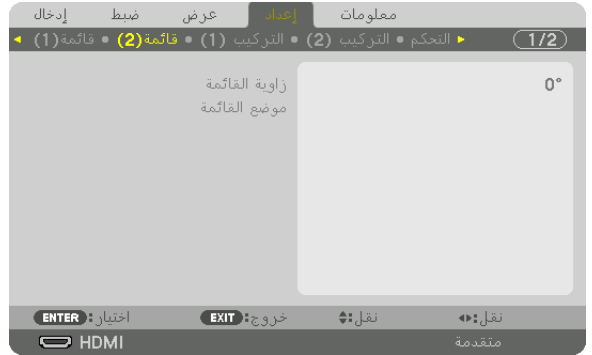 إدخال ضبط عرض إعداد معلومات
قائمة(1) ● قائمة(2) ● التركيب (1) ● التركيب (2) ● التحكم 1/2
زاوية القائمة 0°
موضع القائمة
ENTER:اختيار EXIT:خروج نقل: نقل:
HDMI متقدمة